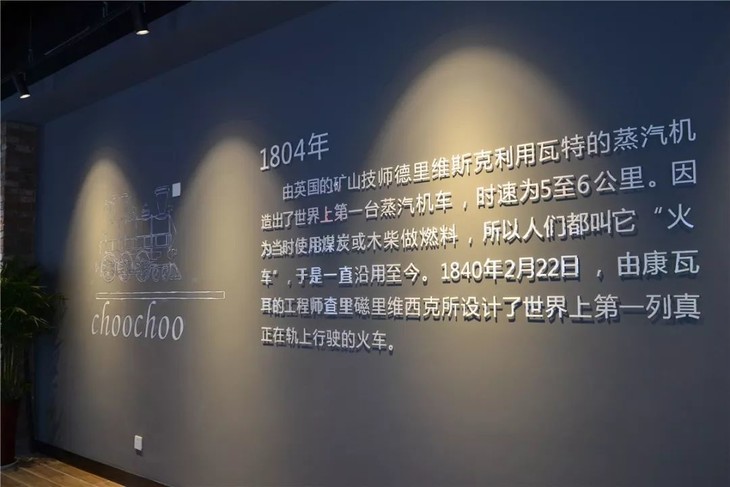 1804年
由英国的矿山技师德里维斯克利用瓦特的蒸汽机
造出了世界上第一台蒸汽机车，时速为5至6公里。因
为当时使用煤炭或木柴做燃料，所以人们都叫它“火
车”，于是一直沿用至今。1840年2月22日，由康瓦
耳的工程师查里磁里维西克所设计了世界上第一列真
正在轨上行驶的火车。
choochoo